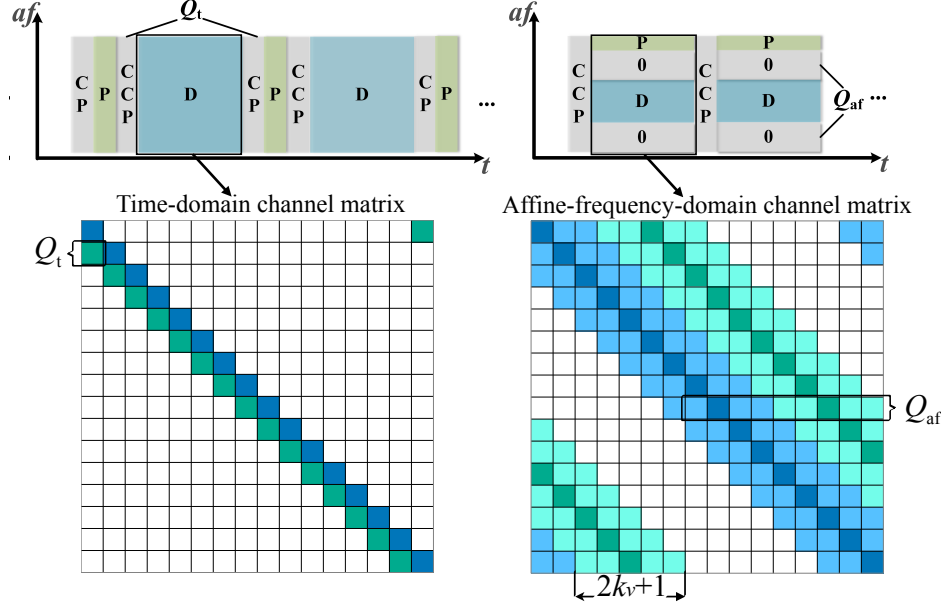 af
Q_t
C P
P
C C P
D
C P
P
C C P
D
C P
P
...
t
af
C C P
P
0
D
0
C C P
P
0
D
0
Q_af
...
t
Time-domain channel matrix
Q_t
Affine-frequency-domain channel matrix
Q_af
2k_v+1